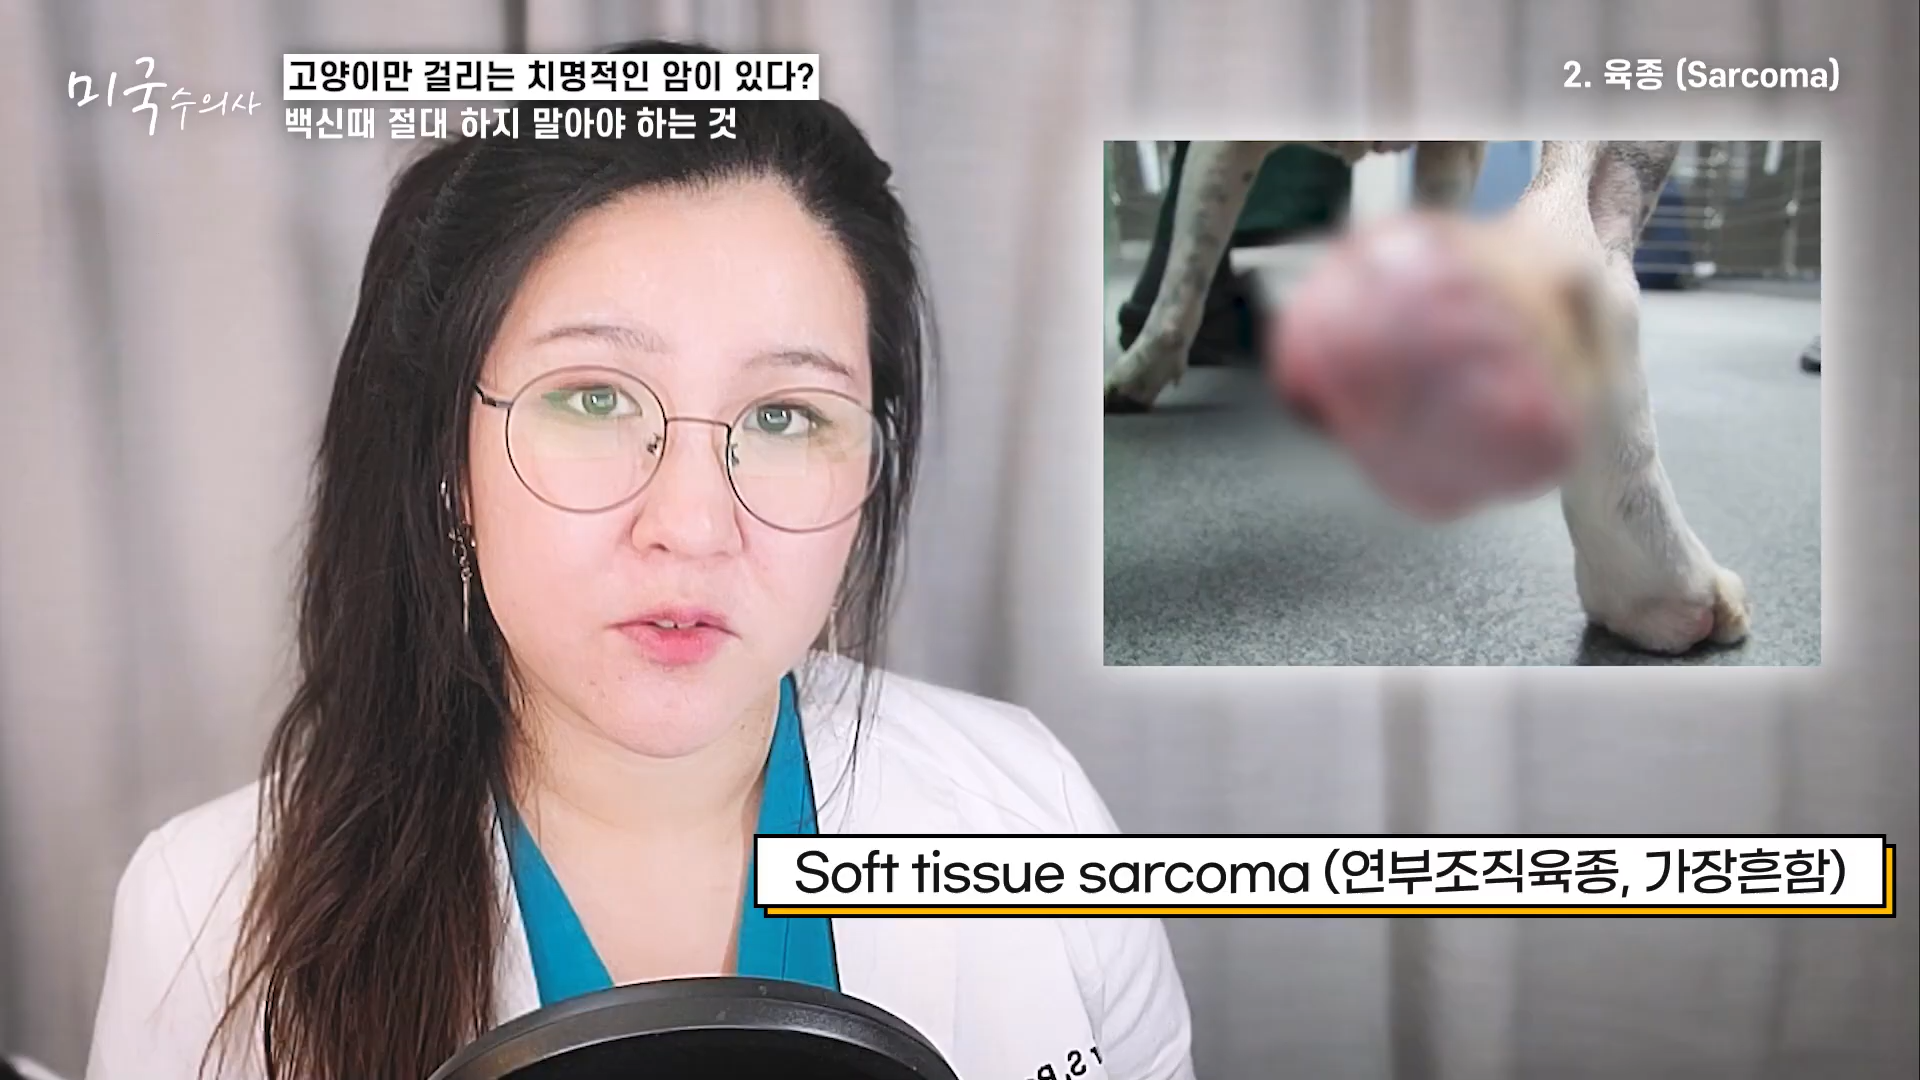 미국수의사
고양이만 걸리는 치명적인 암이 있다?
백신때 절대 하지 말아야 하는 것
2. 육종 (Sarcoma)
Soft tissue sarcoma (연부조직육종, 가장흔함)